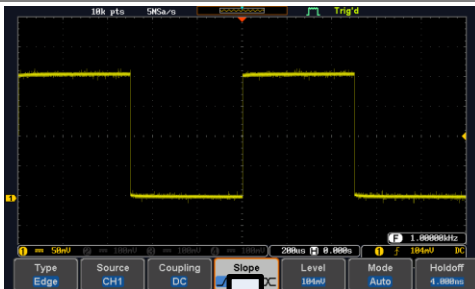 10k pts 5MSa/s Trig'd
1
F 1.00000kHz
1 50mV 2 100mV 3 100mV 4 100mV 200us H 0.000s 1 104mV DC
Type Source Coupling Slope Level Mode Holdoff
Edge CH1 DC 104mV Auto 4.000ns